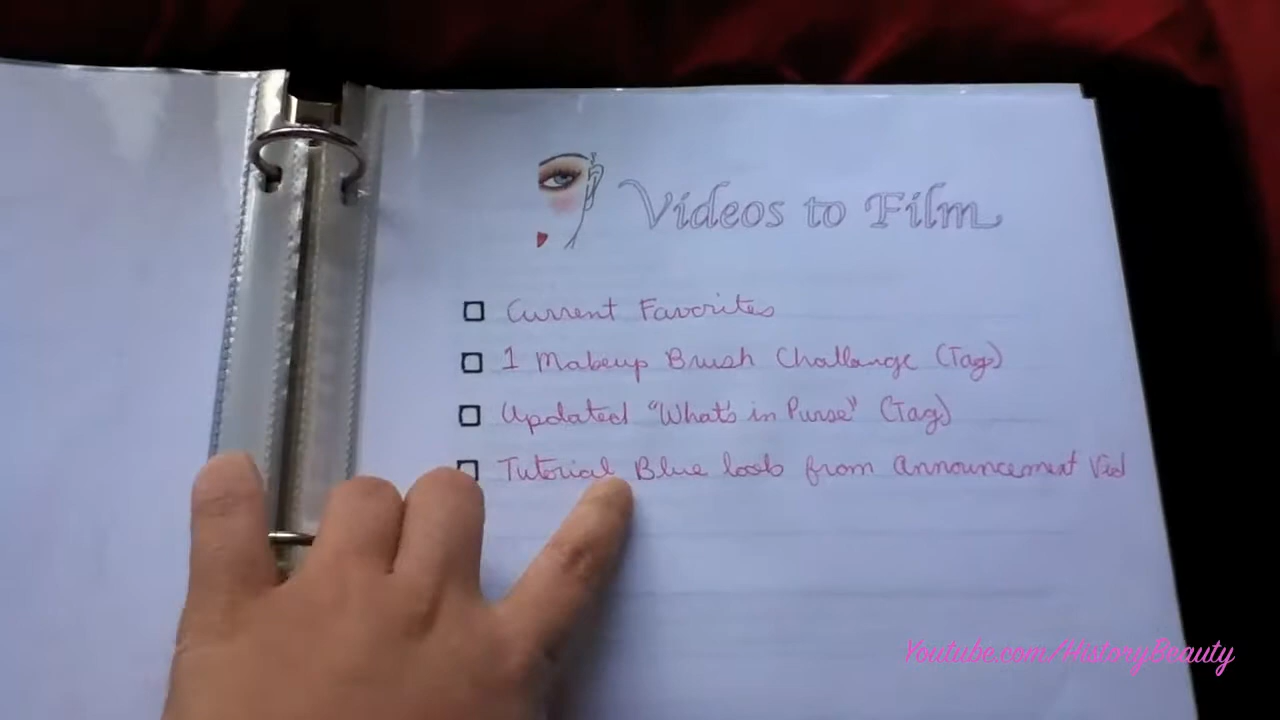 Videos to Film
Current Favorites
1 Makeup Brush Challange (Tag)
Updated "What's in Purse" (Tag)
Tutorial Blue look from Announcement Vid
Youtube.com/HistoryBeauty